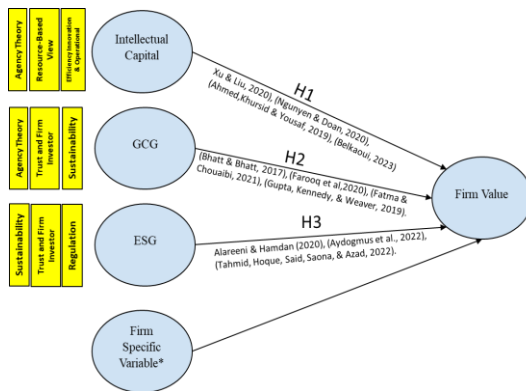 Agency Theory
Resource-Based
View
Efficiency Innovation
& Operational
Intellectual
Capital
H1
Xu & Liu, 2020), (Ngunyen & Doan, 2020),
(Ahmed,Khursid & Yousaf, 2019), (Belkaoui, 2023)
Agency Theory
Trust and Firm
Investor
Sustainability
GCG
H2
(Bhatt & Bhatt, 2017), (Farooq et al,2020), (Fatma &
Chouaibi, 2021), (Gupta, Kennedy, & Weaver, 2019).
Firm Value
Sustainability
Trust and Firm
Investor
Regulation
ESG
H3
Alareeni & Hamdan (2020), (Aydogmus et al., 2022),
(Tahmid, Hoque, Said, Saona, & Azad, 2022).
Firm
Specific
Variable*